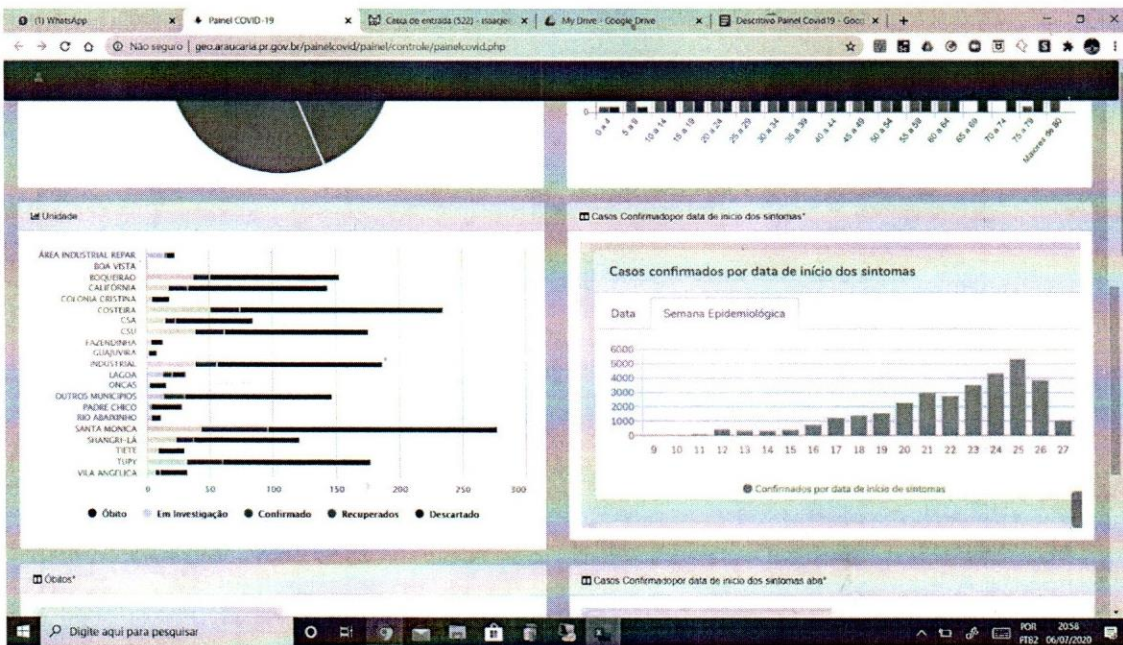 (1) WhatsApp
Painel COVID-19
Caixa de entrada (522) -
My Drive - Google Drive
Descritivo Painel Covid19 - Goo
Não seguro | geo.araucaria.pr.gov.br/painelcovid/painel/controle/painelcovid.php
0
0 a 4
5 a 9
10 a 14
15 a 19
20 a 24
25 a 29
30 a 34
35 a 39
40 a 44
45 a 49
50 a 54
55 a 59
60 a 64
65 a 69
70 a 74
75 a 79
Maiores de 80
Unidade
ÁREA INDUSTRIAL REPAR
BOA VISTA
BOQUEIRÃO
CALIFÓRNIA
COLONIA CRISTINA
COSTEIRA
CSA
CSU
FAZENDINHA
GUAJUVIRA
INDUSTRIAL
LAGOA
ONCAS
OUTROS MUNICIPIOS
PADRE CHICO
RIO ABAIXINHO
SANTA MONICA
SHANGRI-LÁ
TIETE
TUPY
VILA ANGELICA
0 50 100 150 200 250 300
Óbito Em Investigação Confirmado Recuperados Descartado
Casos Confirmadopor data de inicio dos sintomas*
Casos confirmados por data de início dos sintomas
Data Semana Epidemiológica
6000
5000
4000
3000
2000
1000
0
9 10 11 12 13 14 15 16 17 18 19 20 21 22 23 24 25 26 27
Confirmados por data de início de sintomas
Óbitos*
Casos Confirmadopor data de inicio dos sintomas aba*
Digite aqui para pesquisar
POR
PTB2
20:58
06/07/2020